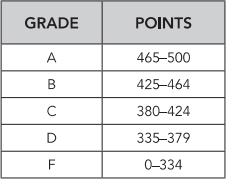 GRADE POINTS
A 465–500
B 425–464
C 380–424
D 335–379
F 0–334